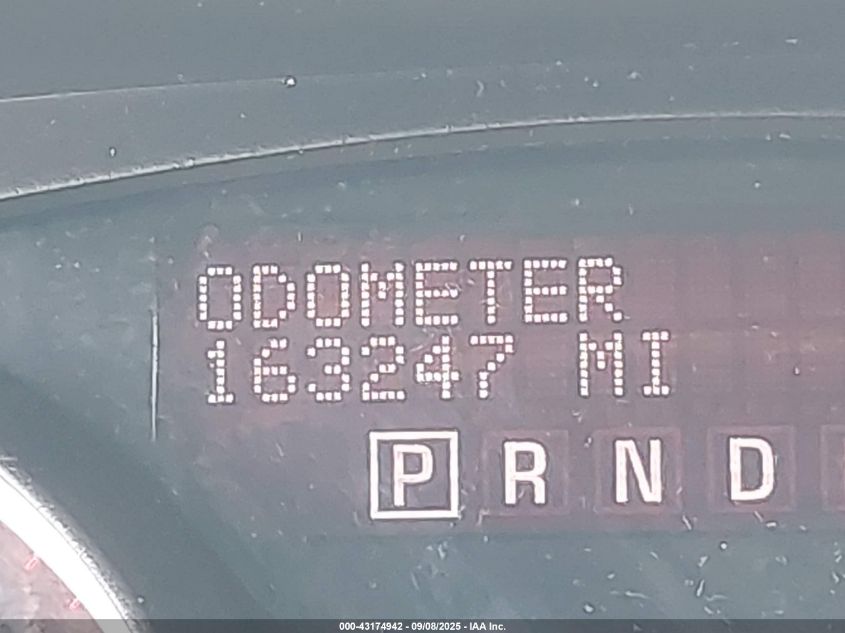 ODOMETER
163247 MI
P R N D
000-43174942 - 09/08/2025 - IAA Inc.